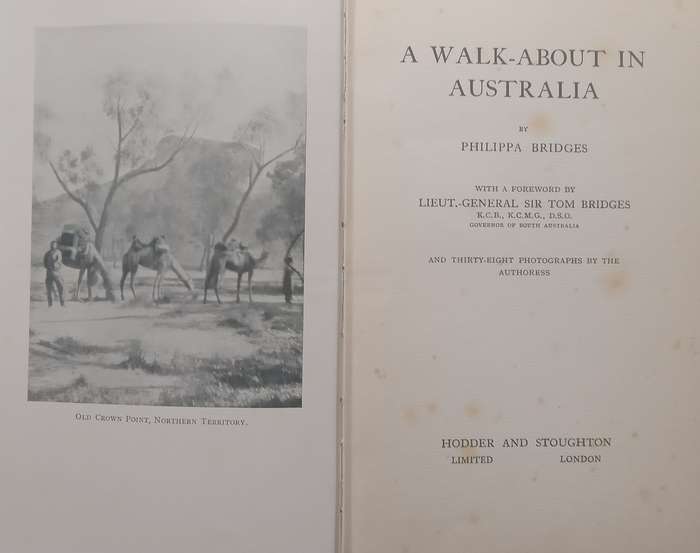 Old Crown Point, Northern Territory.
A WALK-ABOUT IN
AUSTRALIA
BY
PHILIPPA BRIDGES
WITH A FOREWORD BY
LIEUT.-GENERAL SIR TOM BRIDGES
K.C.B., K.C.M.G., D.S.O.
GOVERNOR OF SOUTH AUSTRALIA
AND THIRTY-EIGHT PHOTOGRAPHS BY THE
AUTHORESS
HODDER AND STOUGHTON
LIMITED LONDON